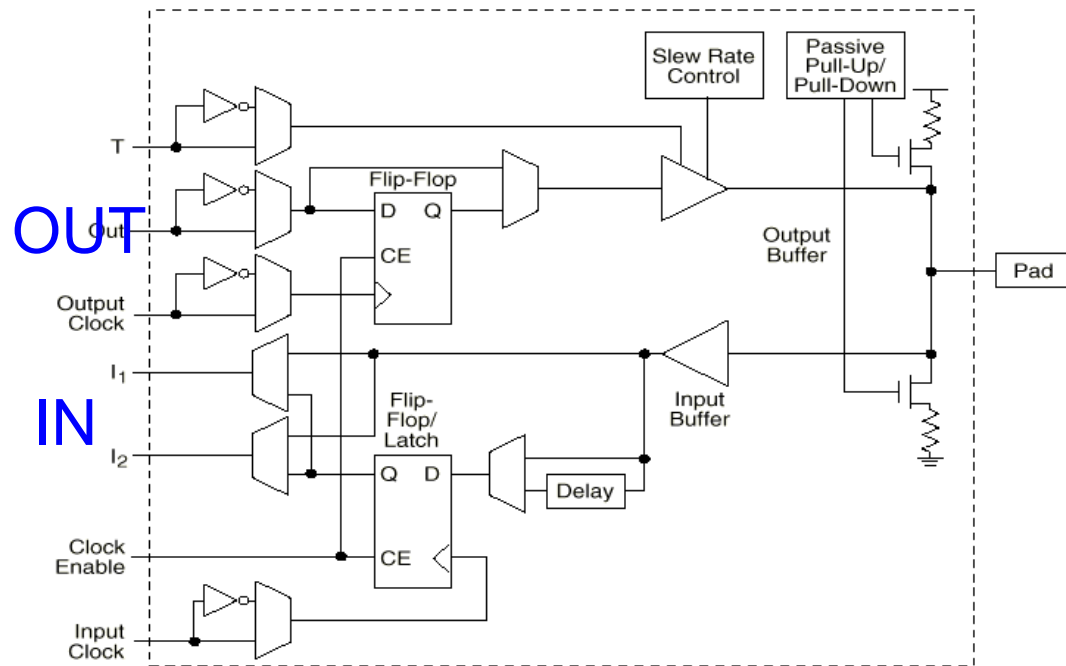 Slew Rate
Control
Passive
Pull-Up/
Pull-Down
T
Flip-Flop
D Q
OUT
Out
CE
Output
Buffer
Pad
Output
Clock
I1
Input
Buffer
IN
Flip-
Flop/
Latch
I2
Q D
Delay
Clock
Enable
CE
Input
Clock